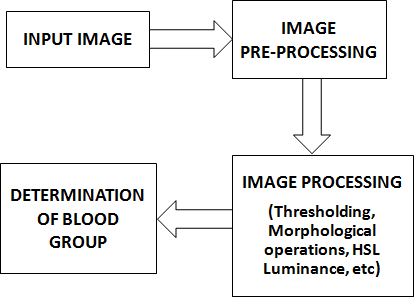 INPUT IMAGE
IMAGE
PRE-PROCESSING
IMAGE PROCESSING
(Thresholding,
Morphological
operations, HSL
Luminance, etc)
DETERMINATION
OF BLOOD
GROUP